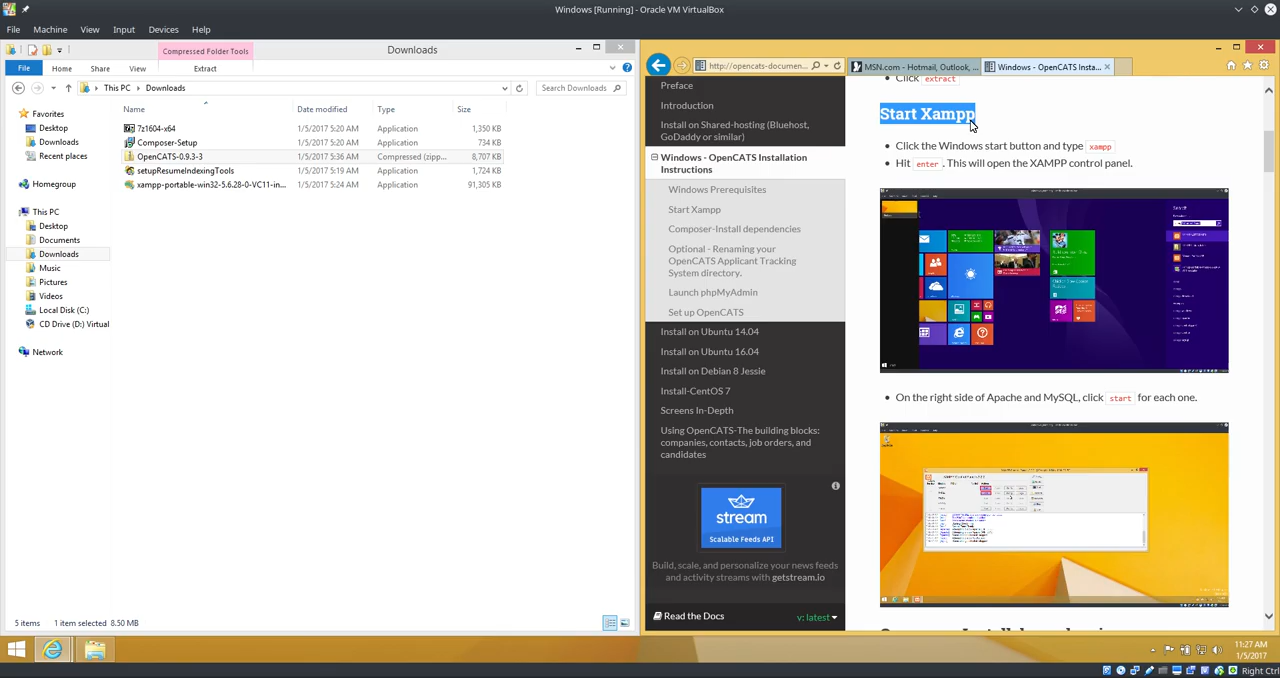 Windows [Running] - Oracle VM VirtualBox
File Machine View Input Devices Help
Compressed Folder Tools
Downloads
File Home Share View Extract
This PC Downloads
Search Downloads
Favorites
Desktop
Downloads
Recent places
Homegroup
This PC
Desktop
Documents
Downloads
Music
Pictures
Videos
Local Disk (C:)
CD Drive (D:) Virtual
Network
Name Date modified Type Size
7z1604-x64 1/5/2017 5:20 AM Application 1,350 KB
Composer-Setup 1/5/2017 5:20 AM Application 734 KB
OpenCATS-0.9.3-3 1/5/2017 5:36 AM Compressed (zipp... 8,707 KB
setupResumeIndexingTools 1/5/2017 5:19 AM Application 1,724 KB
xampp-portable-win32-5.6.28-0-VC11-in... 1/5/2017 5:24 AM Application 91,305 KB
5 items 1 item selected 8.50 MB
http://opencats-documen...
MSN.com - Hotmail, Outlook, ...
Windows - OpenCATS Insta...
Preface
Introduction
Install on Shared-hosting (Bluehost,
GoDaddy or similar)
Windows - OpenCATS Installation
Instructions
Windows Prerequisites
Start Xampp
Composer-Install dependencies
Optional - Renaming your
OpenCATS Applicant Tracking
System directory.
Launch phpMyAdmin
Set up OpenCATS
Install on Ubuntu 14.04
Install on Ubuntu 16.04
Install on Debian 8 Jessie
Install-CentOS 7
Screens In-Depth
Using OpenCATS-The building blocks:
companies, contacts, job orders, and
candidates
stream
Scalable Feeds API
Build, scale, and personalize your news feeds
and activity streams with getstream.io
Read the Docs v: latest
Click extract
Start Xampp
Click the Windows start button and type xampp
Hit enter. This will open the XAMPP control panel.
On the right side of Apache and MySQL, click start for each one.
11:27 AM
1/5/2017
Right Ctrl